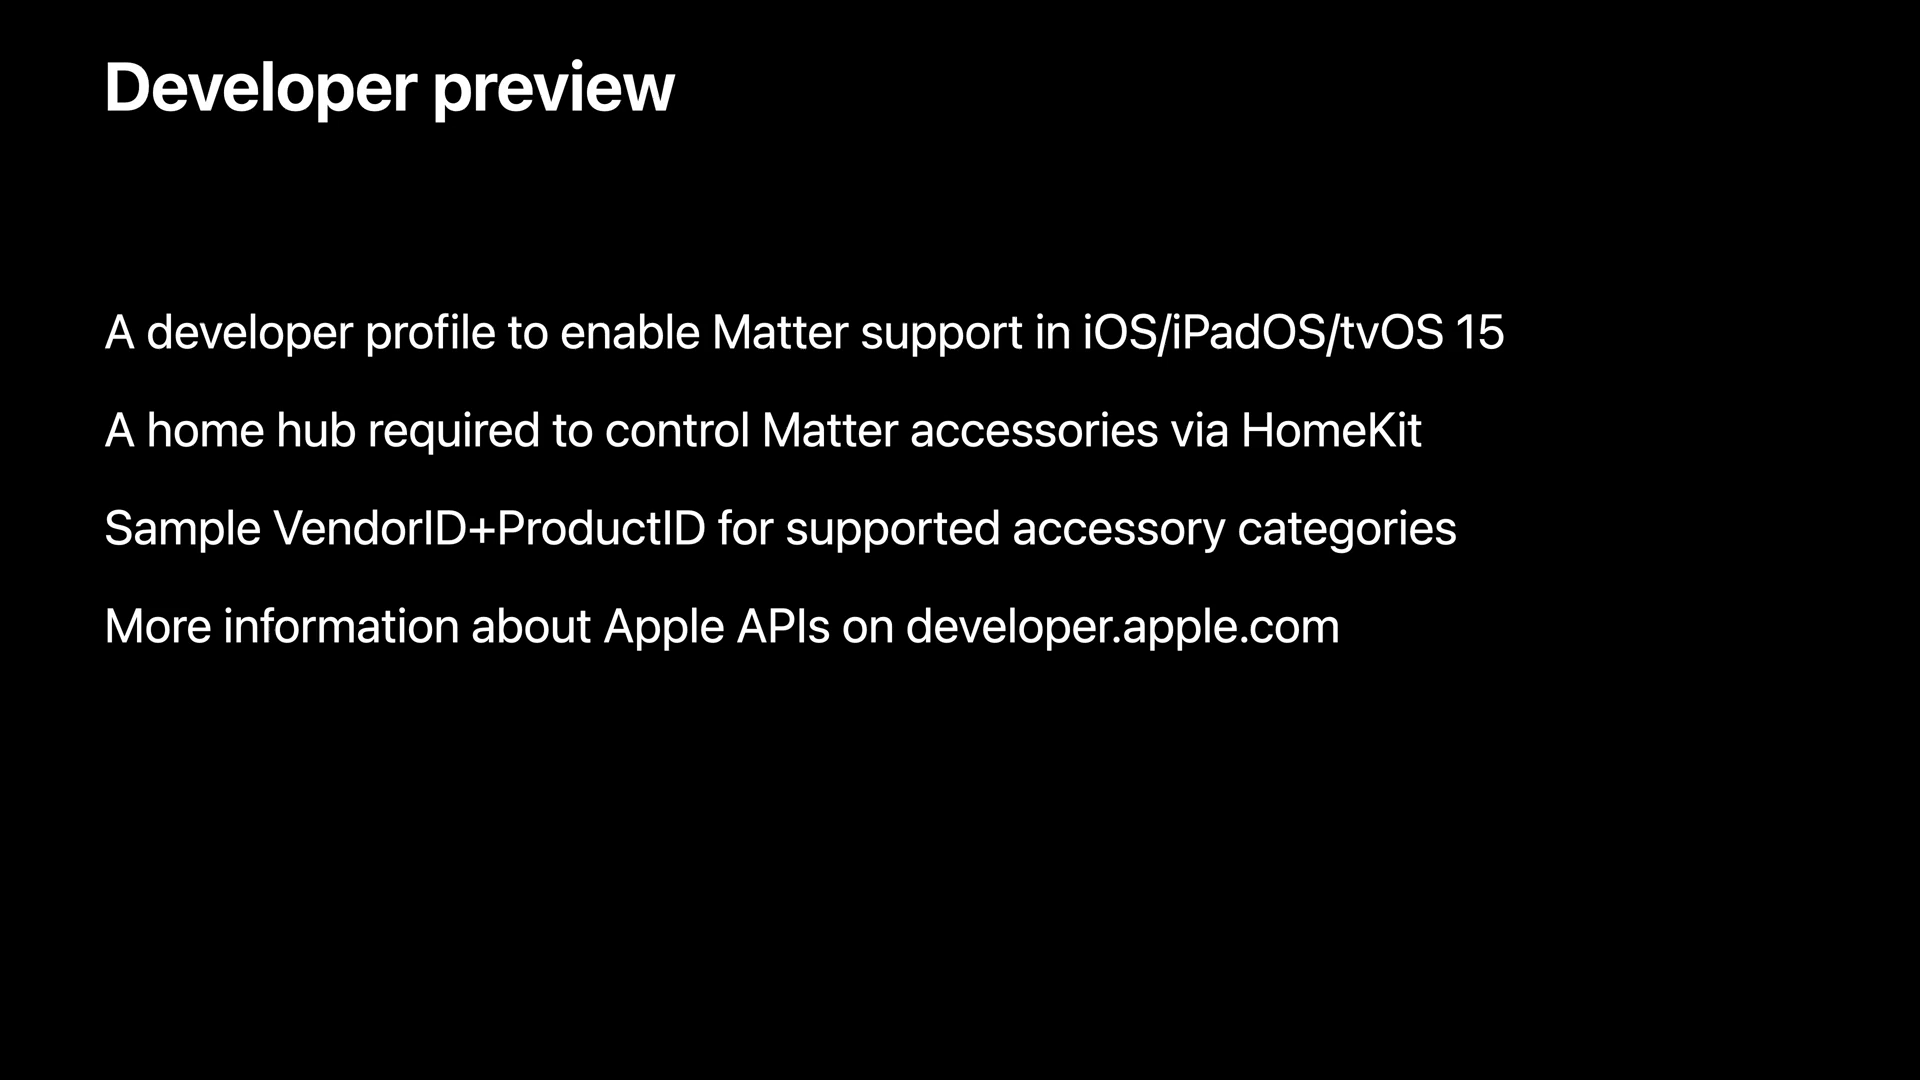 Developer preview
A developer profile to enable Matter support in iOS/iPadOS/tvOS 15
A home hub required to control Matter accessories via HomeKit
Sample VendorID+ProductID for supported accessory categories
More information about Apple APIs on developer.apple.com